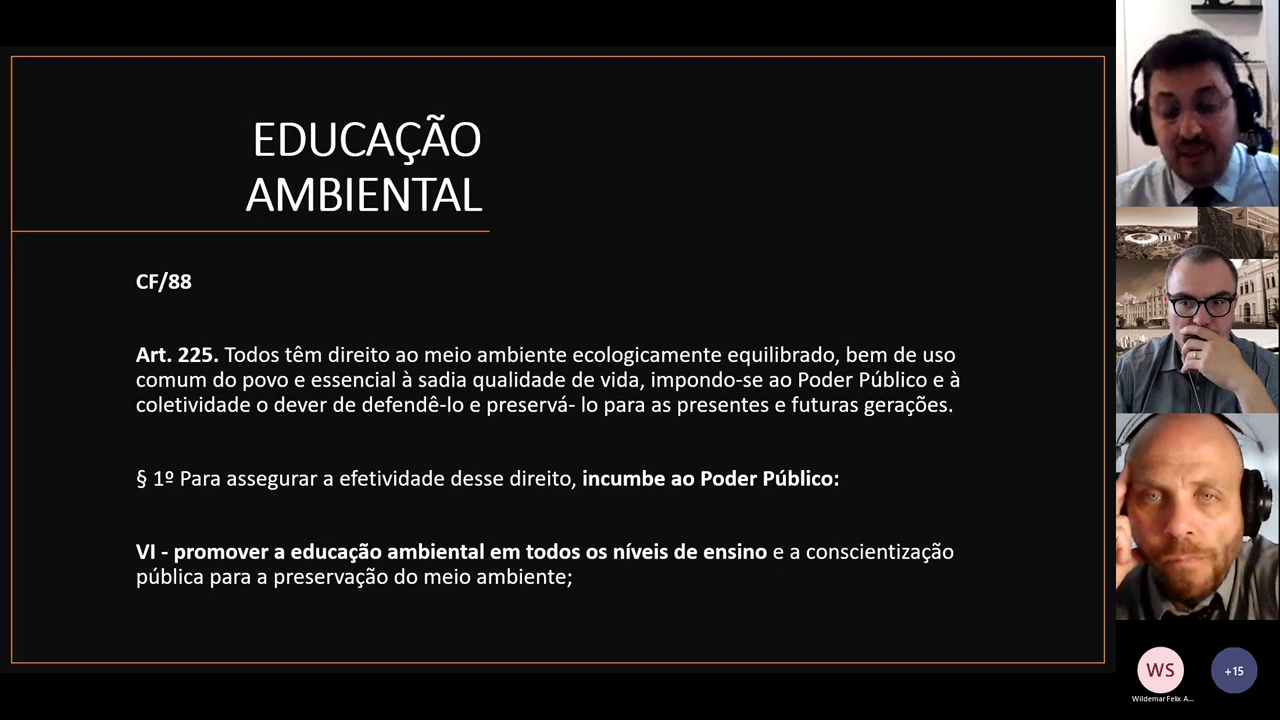 EDUCAÇÃO
AMBIENTAL
CF/88
Art. 225. Todos têm direito ao meio ambiente ecologicamente equilibrado, bem de uso
comum do povo e essencial à sadia qualidade de vida, impondo-se ao Poder Público e à
coletividade o dever de defendê-lo e preservá- lo para as presentes e futuras gerações.
§ 1º Para assegurar a efetividade desse direito, incumbe ao Poder Público:
VI - promover a educação ambiental em todos os níveis de ensino e a conscientização
pública para a preservação do meio ambiente;
WS
+15
Wildemar Felix A...